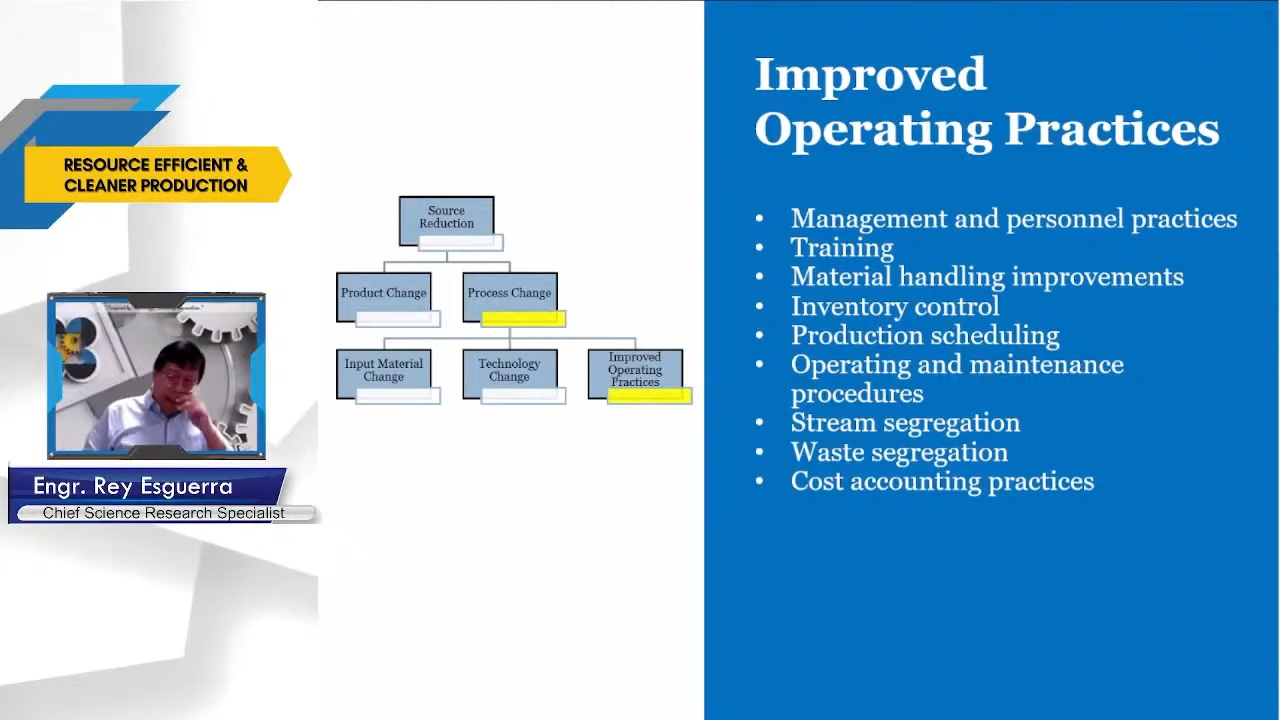 RESOURCE EFFICIENT &
CLEANER PRODUCTION
Engr. Rey Esguerra
Chief Science Research Specialist
Source
Reduction
Product Change
Process Change
Input Material
Change
Technology
Change
Improved
Operating
Practices
Improved
Operating Practices
• Management and personnel practices
• Training
• Material handling improvements
• Inventory control
• Production scheduling
• Operating and maintenance
procedures
• Stream segregation
• Waste segregation
• Cost accounting practices